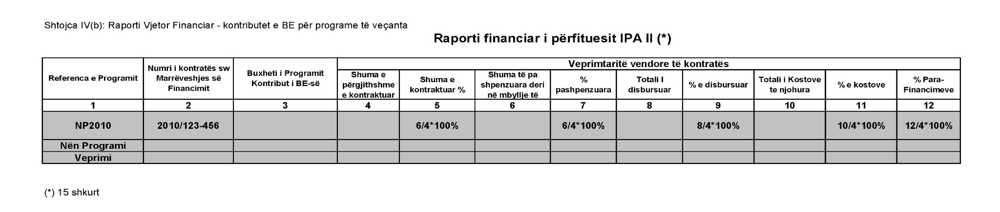 Shtojca IV(b): Raporti Vjetor Financiar - kontributet e BE për programe të veçanta
Raporti financiar i përfituesit IPA II (*)
Referenca e Programit
Numri i kontratës sw
Marrëveshjes së
Financimit
Buxheti i Programit
Kontribut i BE-së
Veprimtaritë vendore të kontratës
Shuma e
përgjithshme
e kontraktuar
Shuma e
kontraktuar %
Shuma të pa
shpenzuara deri
në mbyllje të
%
pashpenzuara
Totali I
disbursuar
% e disbursuar
Totali i Kostove
te njohura
% e kostove
% Para-
Financimeve
1 2 3 4 5 6 7 8 9 10 11 12
NP2010 2010/123-456 6/4*100% 6/4*100% 8/4*100% 10/4*100% 12/4*100%
Nën Programi
Veprimi
(*) 15 shkurt